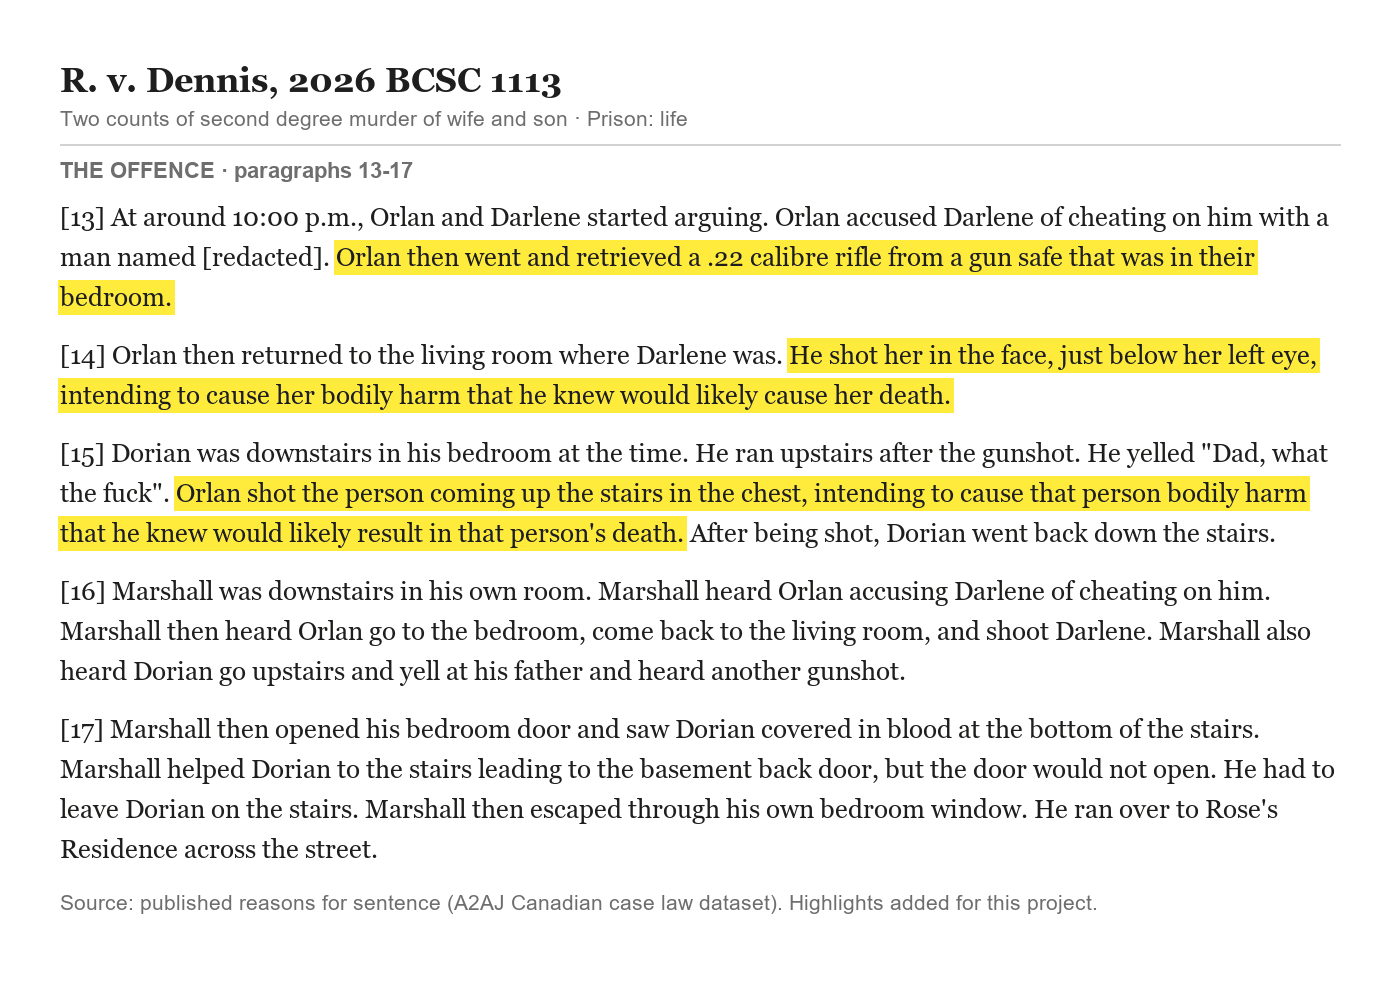 R. v. Dennis, 2026 BCSC 1113
Two counts of second degree murder of wife and son · Prison: life
THE OFFENCE · paragraphs 13-17
[13] At around 10:00 p.m., Orlan and Darlene started arguing. Orlan accused Darlene of cheating on him with a
man named [redacted]. Orlan then went and retrieved a .22 calibre rifle from a gun safe that was in their
bedroom.
[14] Orlan then returned to the living room where Darlene was. He shot her in the face, just below her left eye,
intending to cause her bodily harm that he knew would likely cause her death.
[15] Dorian was downstairs in his bedroom at the time. He ran upstairs after the gunshot. He yelled "Dad, what
the fuck". Orlan shot the person coming up the stairs in the chest, intending to cause that person bodily harm
that he knew would likely result in that person's death. After being shot, Dorian went back down the stairs.
[16] Marshall was downstairs in his own room. Marshall heard Orlan accusing Darlene of cheating on him.
Marshall then heard Orlan go to the bedroom, come back to the living room, and shoot Darlene. Marshall also
heard Dorian go upstairs and yell at his father and heard another gunshot.
[17] Marshall then opened his bedroom door and saw Dorian covered in blood at the bottom of the stairs.
Marshall helped Dorian to the stairs leading to the basement back door, but the door would not open. He had to
leave Dorian on the stairs. Marshall then escaped through his own bedroom window. He ran over to Rose's
Residence across the street.
Source: published reasons for sentence (A2AJ Canadian case law dataset). Highlights added for this project.